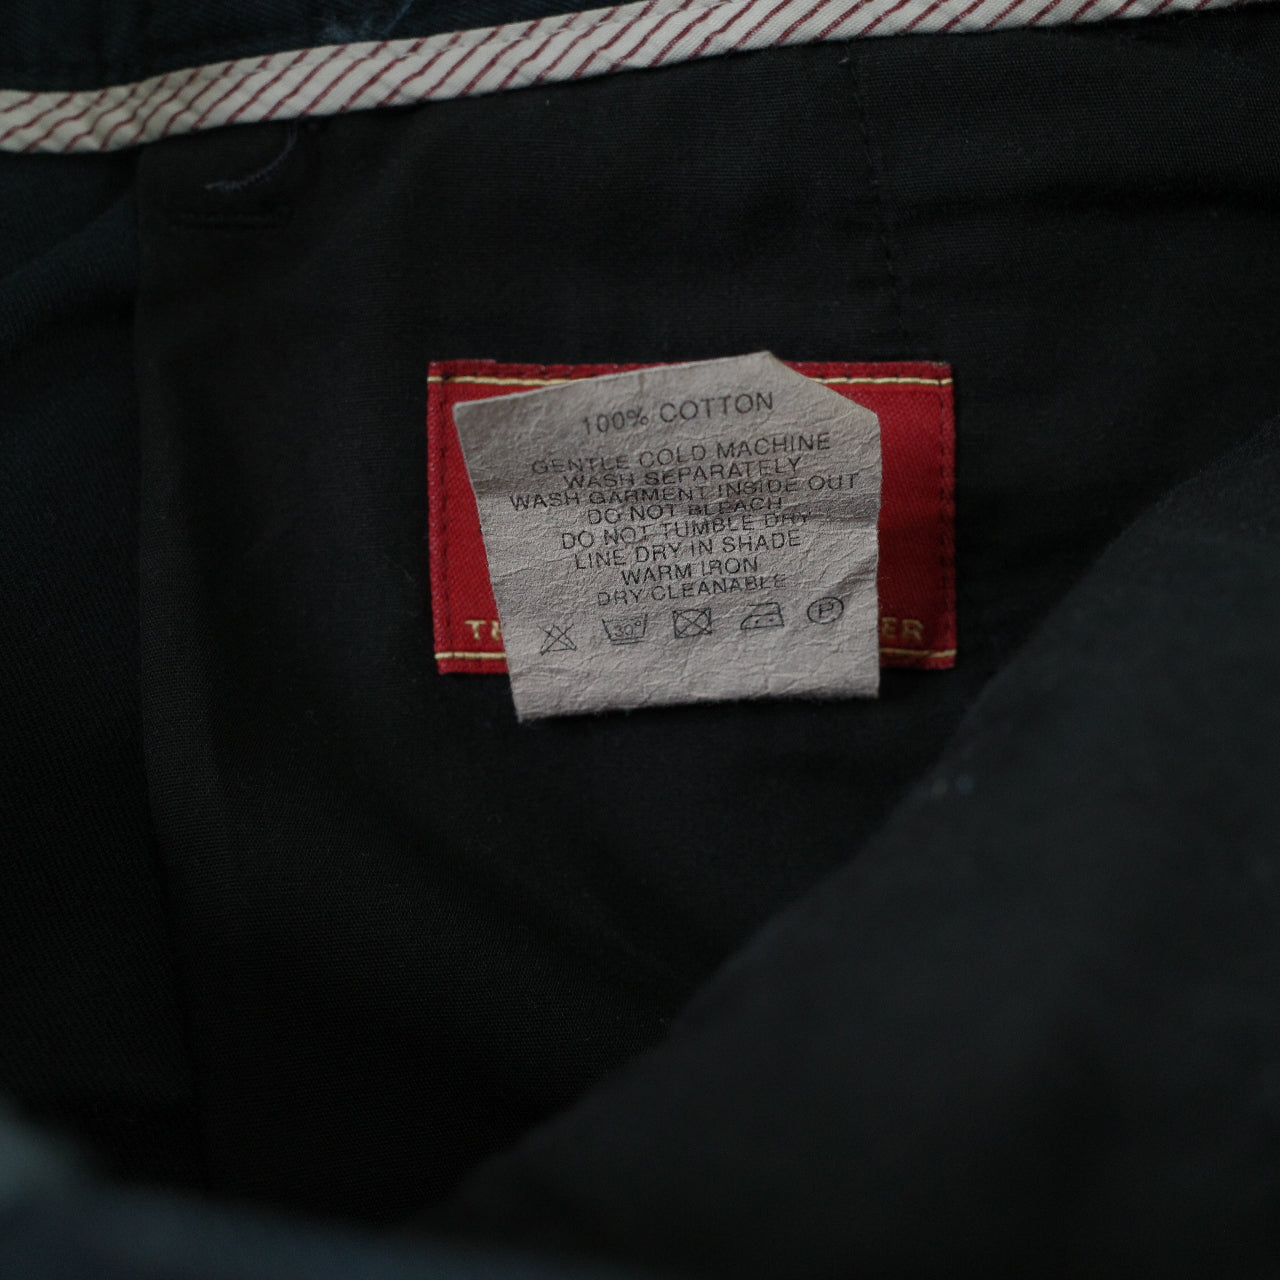 100% COTTON
GENTLE COLD MACHINE
WASH SEPARATELY
WASH GARMENT INSIDE OUT
DO NOT BLEACH
DO NOT TUMBLE DRY
LINE DRY IN SHADE
WARM IRON
DRY CLEANABLE
30° P